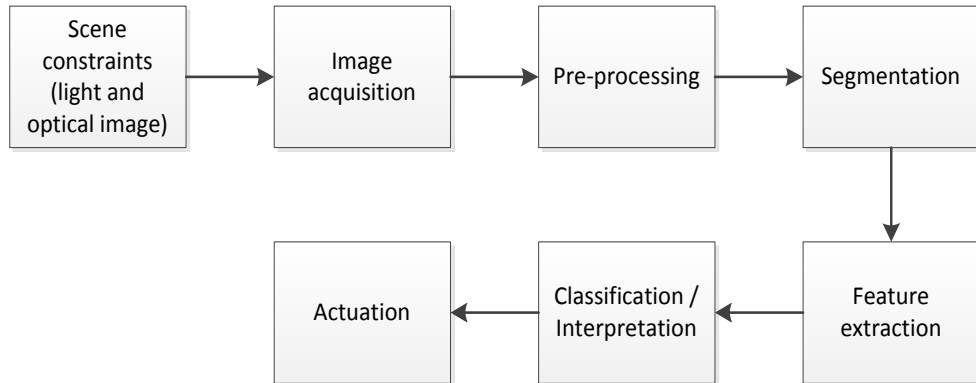 Scene
constraints
(light and
optical image)
Image
acquisition
Pre-processing
Segmentation
Feature
extraction
Classification /
Interpretation
Actuation